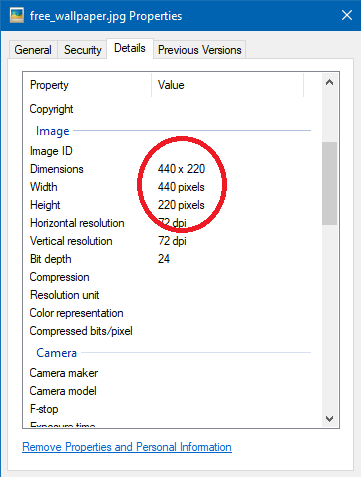 free_wallpaper.jpg Properties
General Security Details Previous Versions
Property Value
Copyright
Image
Image ID
Dimensions 440 x 220
Width 440 pixels
Height 220 pixels
Horizontal resolution 72 dpi
Vertical resolution 72 dpi
Bit depth 24
Compression
Resolution unit
Color representation
Compressed bits/pixel
Camera
Camera maker
Camera model
F-stop
Exposure time
Remove Properties and Personal Information